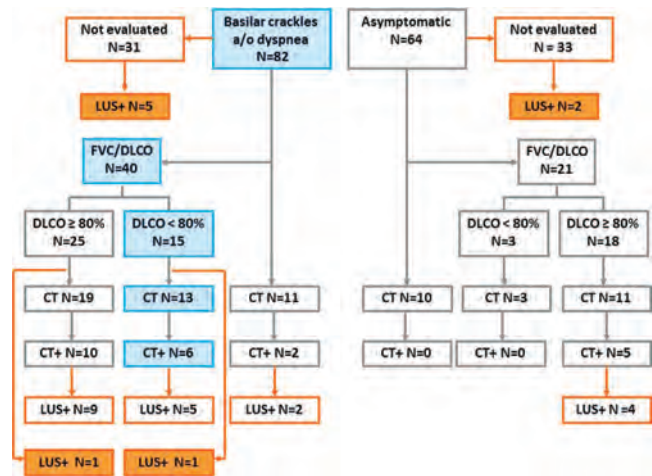 Not evaluated
N=31
Basilar crackles
a/o dyspnea
N=82
Asymptomatic
N=64
Not evaluated
N = 33
LUS+ N=5
LUS+ N=2
FVC/DLCO
N=40
FVC/DLCO
N=21
DLCO ≥ 80%
N=25
DLCO < 80%
N=15
DLCO < 80%
N=3
DLCO ≥ 80%
N=18
CT N=19
CT N=13
CT N=11
CT N=10
CT N=3
CT N=11
CT+ N=10
CT+ N=6
CT+ N=2
CT+ N=0
CT+ N=0
CT+ N=5
LUS+ N=9
LUS+ N=5
LUS+ N=2
LUS+ N=4
LUS+ N=1
LUS+ N=1